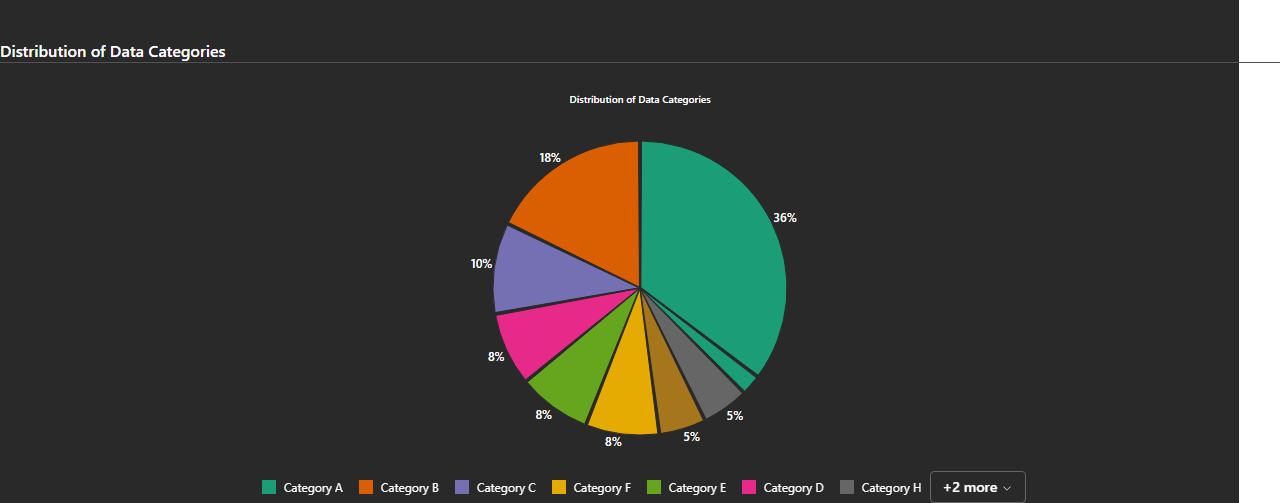 Distribution of Data Categories
Distribution of Data Categories
18%
36%
10%
8%
8%
8%
5%
5%
Category A Category B Category C Category F Category E Category D Category H +2 more